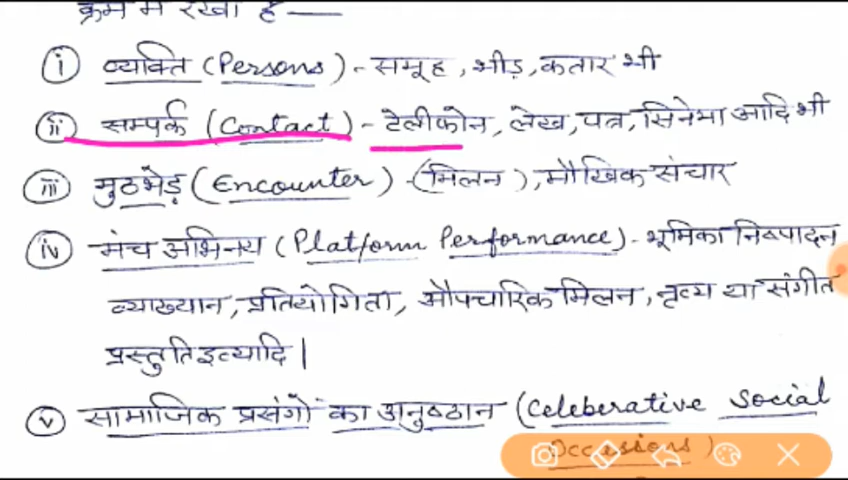 क्रम में रखा है —
(i) व्यक्ति (Persons) - समूह, भीड़, कतार भी
(ii) सम्पर्क (Contact) - टेलीफोन, लेख, पत्र, सिनेमा आदि भी
(iii) मुठभेड़ (Encounter) - (मिलन), मौखिक संचार
(iv) मंच अभिनय (Platform Performance) - भूमिका निष्पादन
व्याख्यान, प्रतियोगिता, औपचारिक मिलन, नृत्य या संगीत
प्रस्तुति इत्यादि |
(v) सामाजिक प्रसंगों का अनुष्ठान (Celeberative Social
Occessions)